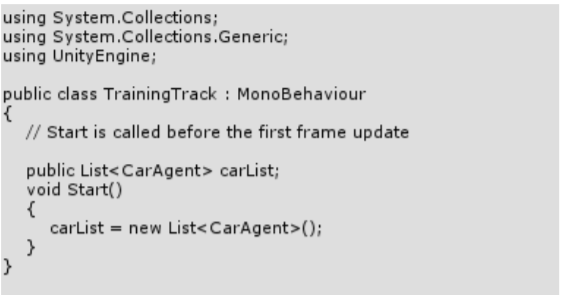 using System.Collections;
using System.Collections.Generic;
using UnityEngine;
public class TrainingTrack : MonoBehaviour
{
// Start is called before the first frame update
public List<CarAgent> carList;
void Start()
{
carList = new List<CarAgent>();
}
}